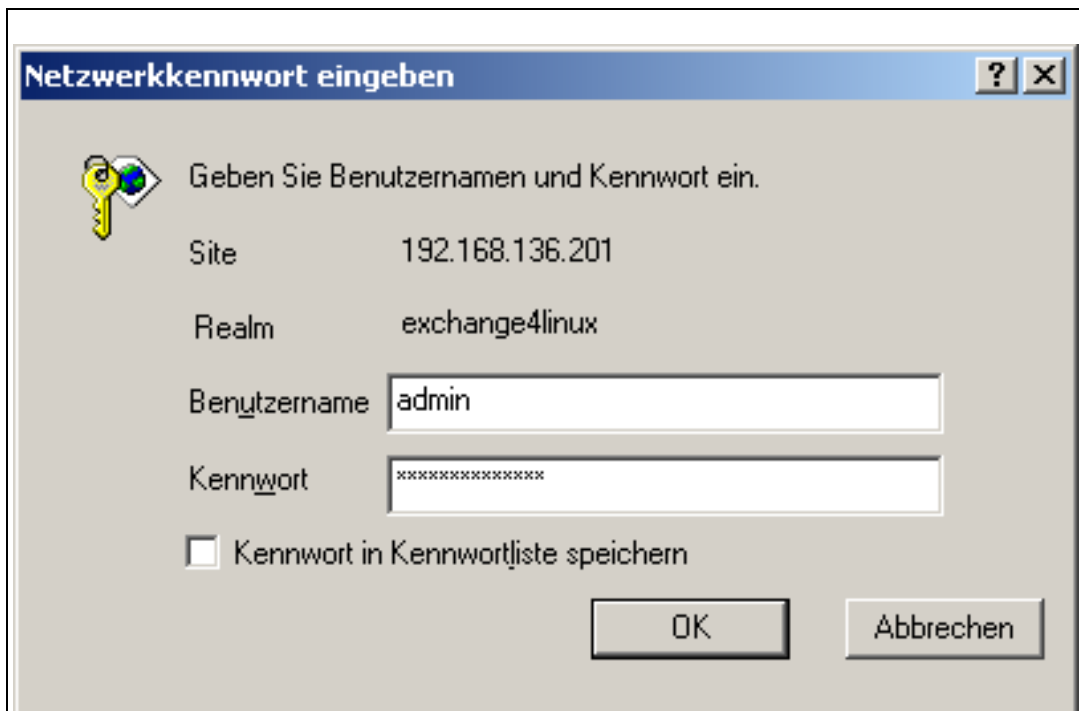 Netzwerkkennwort eingeben
Geben Sie Benutzernamen und Kennwort ein.
Site 192.168.136.201
Realm exchange4linux
Benutzername admin
Kennwort xxxxxxxxxxxxxx
Kennwort in Kennwortliste speichern
OK Abbrechen